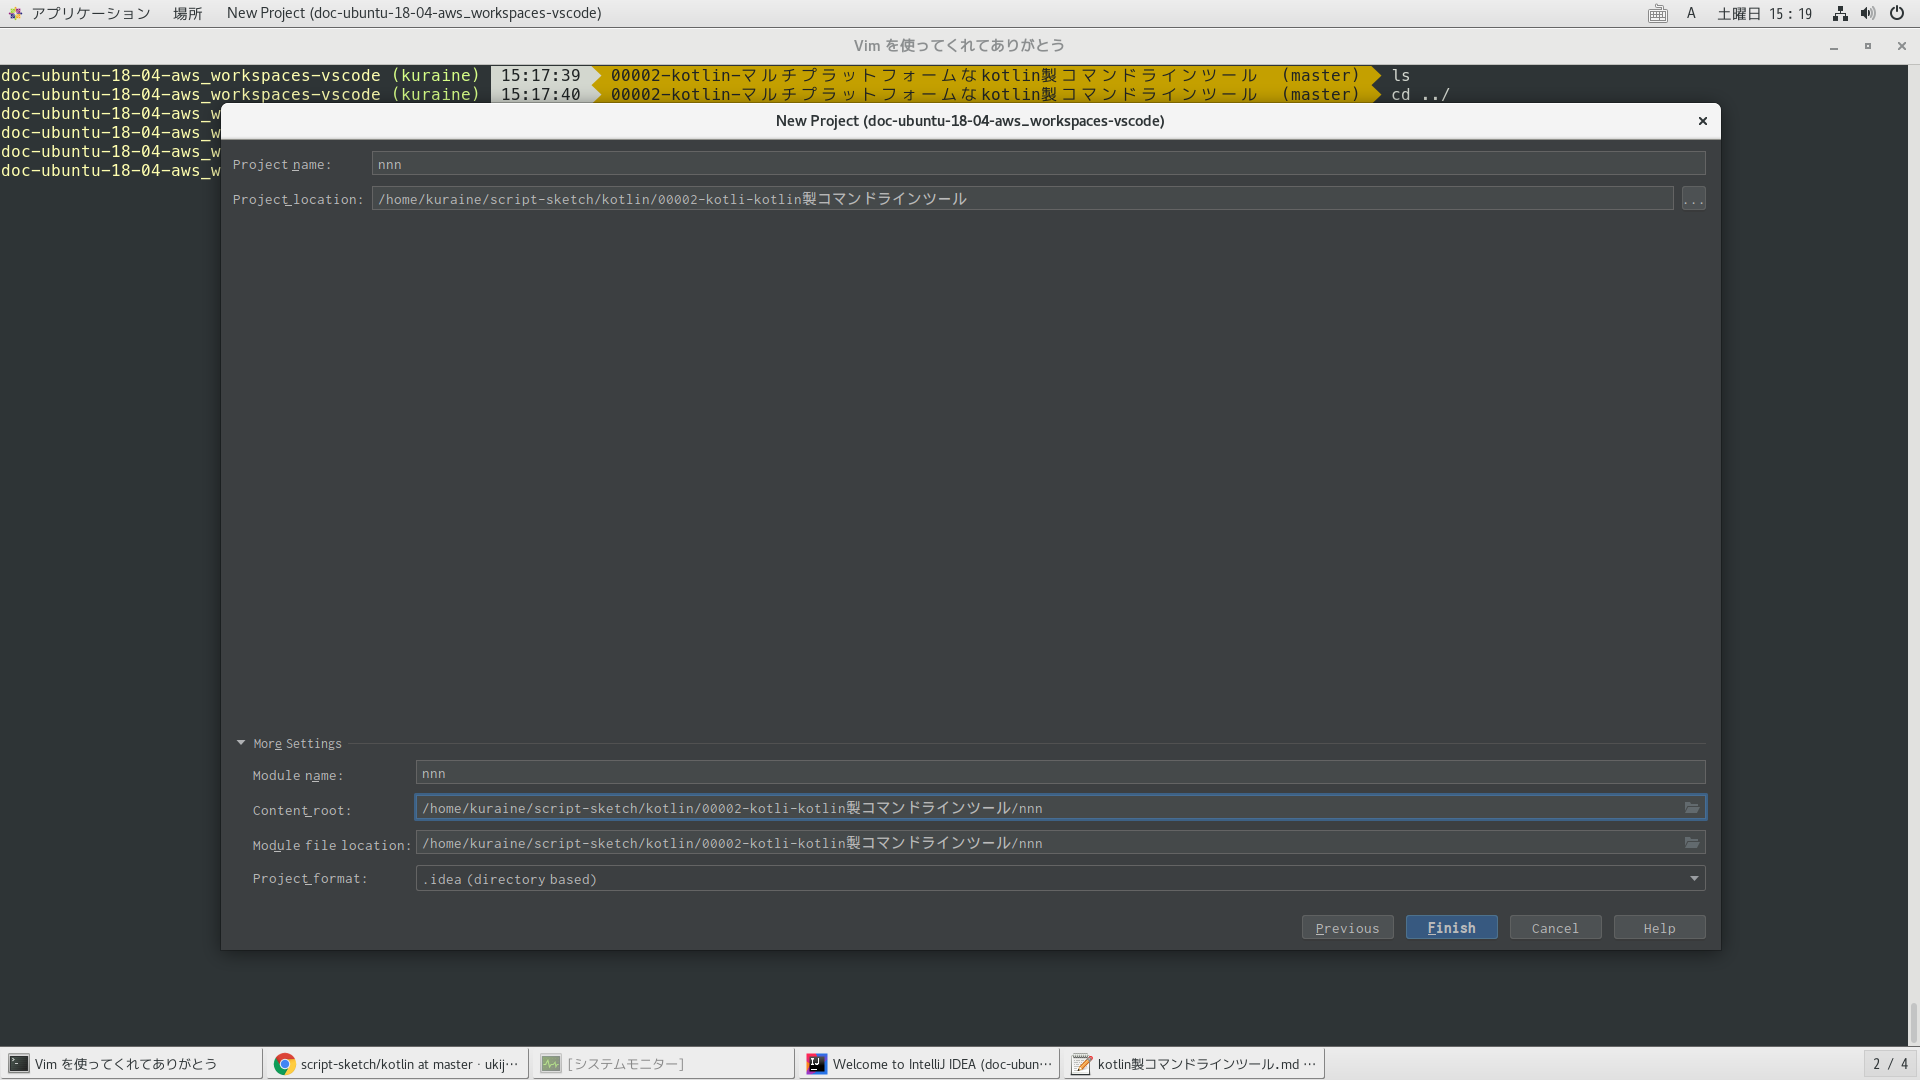 アプリケーション 場所 New Project (doc-ubuntu-18-04-aws_workspaces-vscode) A 土曜日 15:19
Vim を使ってくれてありがとう
doc-ubuntu-18-04-aws_workspaces-vscode (kuraine) 15:17:39 00002-kotlin-マルチプラットフォームなkotlin製コマンドラインツール (master) ls
doc-ubuntu-18-04-aws_workspaces-vscode (kuraine) 15:17:40 00002-kotlin-マルチプラットフォームなkotlin製コマンドラインツール (master) cd ../
doc-ubuntu-18-04-aws_w
doc-ubuntu-18-04-aws_w
doc-ubuntu-18-04-aws_w
doc-ubuntu-18-04-aws_w
New Project (doc-ubuntu-18-04-aws_workspaces-vscode)
Project name: nnn
Project location: /home/kuraine/script-sketch/kotlin/00002-kotli-kotlin製コマンドラインツール ...
More Settings
Module name: nnn
Content root: /home/kuraine/script-sketch/kotlin/00002-kotli-kotlin製コマンドラインツール/nnn
Module file location: /home/kuraine/script-sketch/kotlin/00002-kotli-kotlin製コマンドラインツール/nnn
Project format: .idea (directory based)
Previous Finish Cancel Help
Vim を使ってくれてありがとう script-sketch/kotlin at master · ukij… [システムモニター] Welcome to IntelliJ IDEA (doc-ubun… kotlin製コマンドラインツール.md … 2 / 4